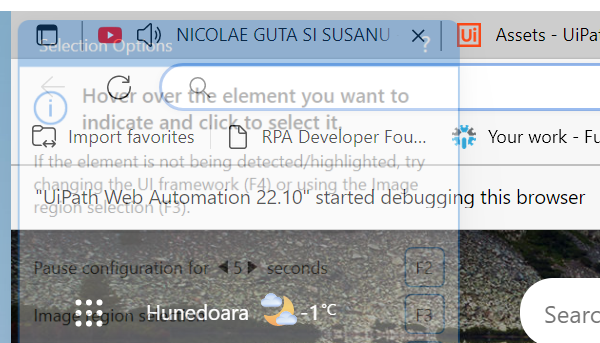 NICOLAE GUTA SI SUSANU
Ui Assets - UiPat
Selection Options ?
Hover over the element you want to
indicate and click to select it.
Import favorites
RPA Developer Fou...
Your work - Fu
If the element is not being detected/highlighted, try
changing the UI framework (F4) or using the Image
region selection (F3).
"UiPath Web Automation 22.10" started debugging this browser
Pause configuration for 5 seconds F2
Hunedoara -1°C
Image region F3
Searc